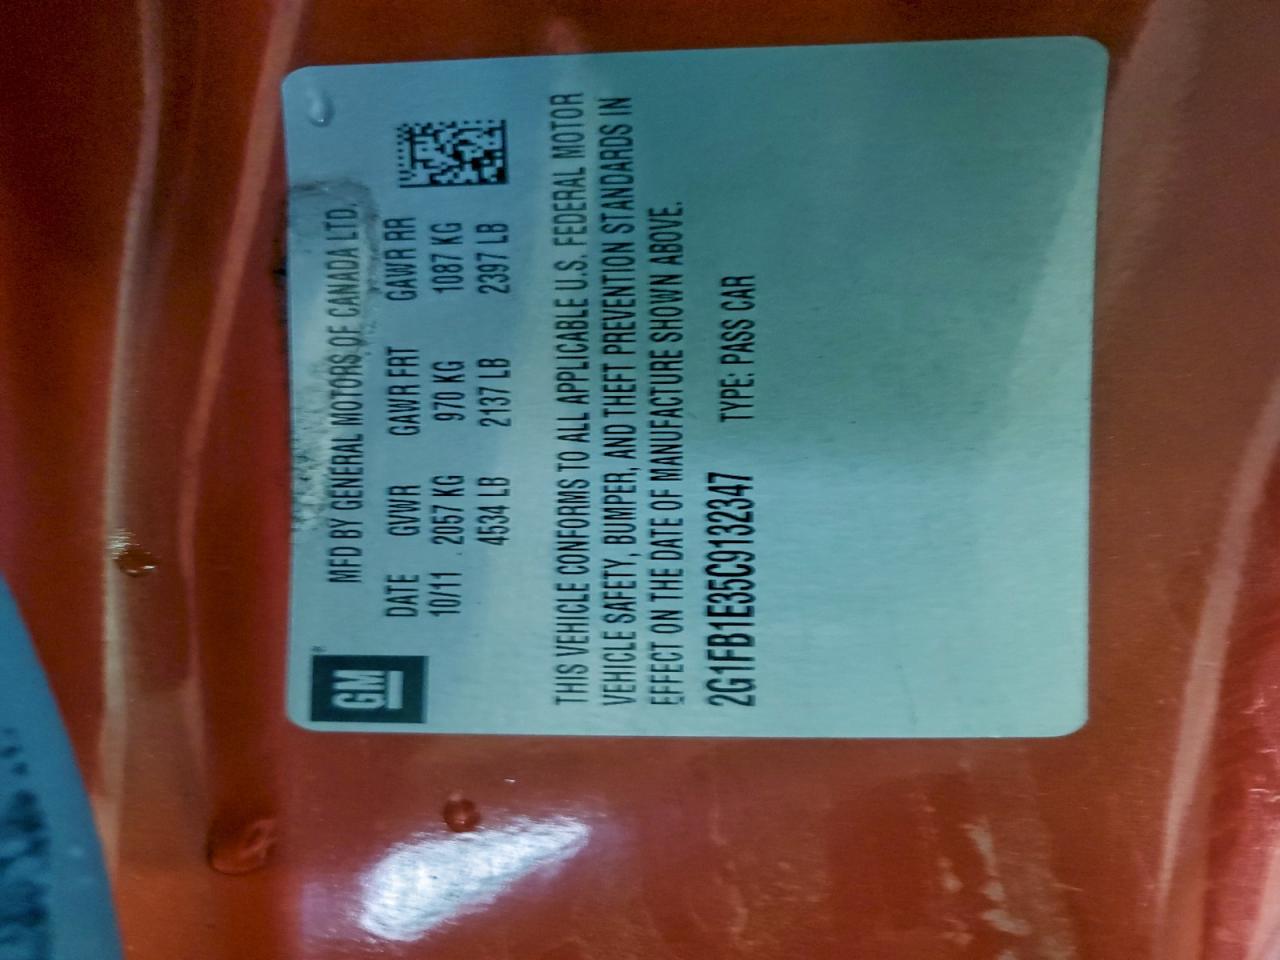 GM
MFD BY GENERAL MOTORS OF CANADA LTD
DATE GVWR GAWR FRT GAWR RR
10/11 2057 KG 970 KG 1087 KG
4534 LB 2137 LB 2397 LB
THIS VEHICLE CONFORMS TO ALL APPLICABLE U.S. FEDERAL MOTOR
VEHICLE SAFETY, BUMPER, AND THEFT PREVENTION STANDARDS IN
EFFECT ON THE DATE OF MANUFACTURE SHOWN ABOVE.
2G1FB1E35C9132347 TYPE: PASS CAR